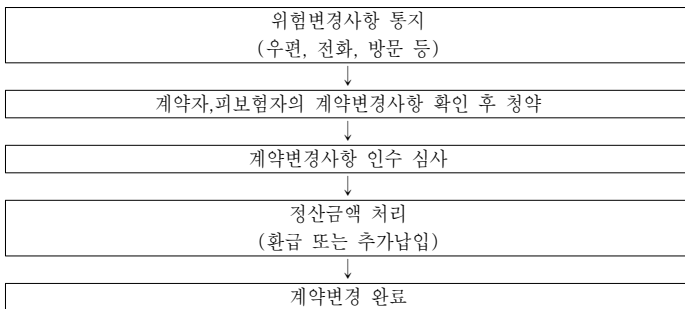 위험변경사항 통지
(우편, 전화, 방문 등)
↓
계약자,피보험자의 계약변경사항 확인 후 청약
↓
계약변경사항 인수 심사
↓
정산금액 처리
(환급 또는 추가납입)
↓
계약변경 완료